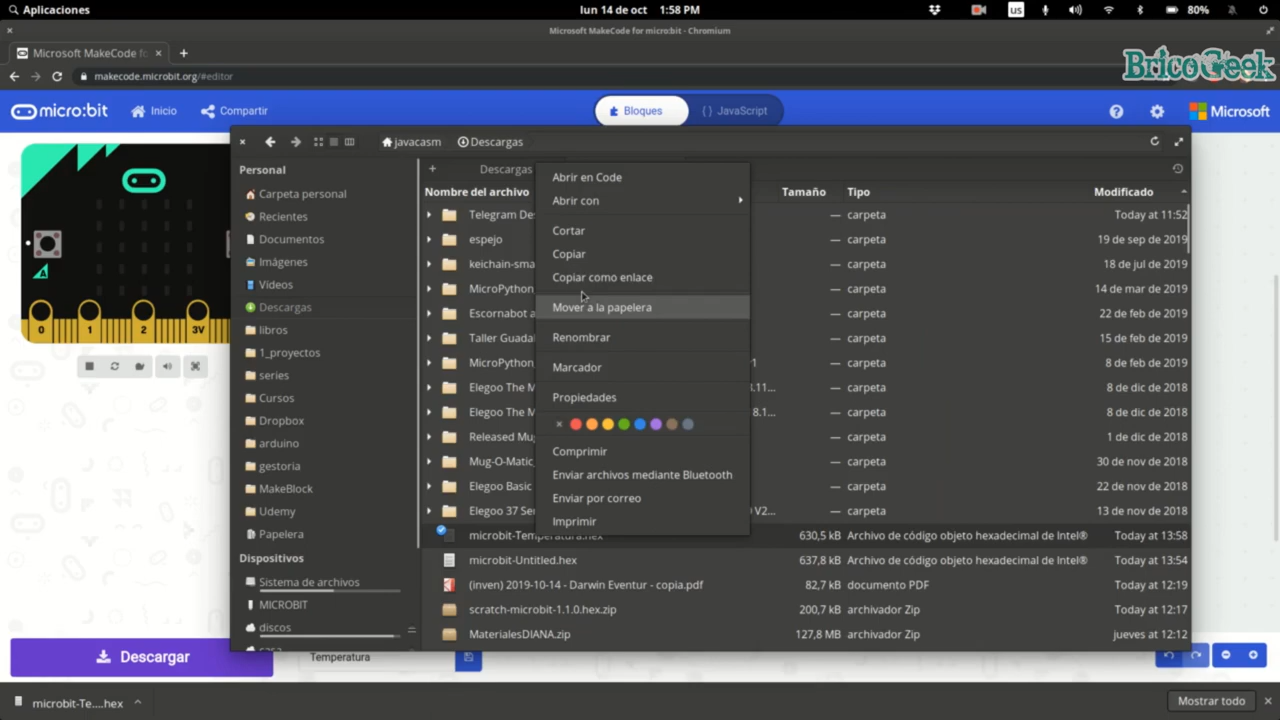 Aplicaciones
lun 14 de oct 1:58 PM
us
80%
Microsoft MakeCode for micro:bit - Chromium
Microsoft MakeCode fo
makecode.microbit.org/#editor
BricoGeek
micro:bit
Inicio
Compartir
Bloques
{ } JavaScript
Microsoft
javacasm
Descargas
Personal
Carpeta personal
Recientes
Documentos
Imágenes
Vídeos
Descargas
libros
1_proyectos
series
Cursos
Dropbox
arduino
gestoria
MakeBlock
Udemy
Papelera
Dispositivos
Sistema de archivos
MICROBIT
discos
Descargas
Nombre del archivo
Tamaño
Tipo
Modificado
Telegram Des
— carpeta
Today at 11:52
espejo
— carpeta
19 de sep de 2019
keichain-sma
— carpeta
18 de jul de 2019
MicroPython
— carpeta
14 de mar de 2019
Escornabot a
— carpeta
22 de feb de 2019
Taller Guada
— carpeta
15 de feb de 2019
MicroPython
1
— carpeta
8 de feb de 2019
Elegoo The M
.11...
— carpeta
8 de dic de 2018
Elegoo The M
8.1...
— carpeta
8 de dic de 2018
Released Mug
— carpeta
1 de dic de 2018
Mug-O-Matic
— carpeta
30 de nov de 2018
Elegoo Basic
— carpeta
22 de nov de 2018
Elegoo 37 Se
0 V2...
— carpeta
13 de nov de 2018
microbit-Temperatura.hex
630,5 kB
Archivo de código objeto hexadecimal de Intel®
Today at 13:58
microbit-Untitled.hex
637,8 kB
Archivo de código objeto hexadecimal de Intel®
Today at 13:54
(inven) 2019-10-14 - Darwin Eventur - copia.pdf
82,7 kB
documento PDF
Today at 12:19
scratch-microbit-1.1.0.hex.zip
200,7 kB
archivador Zip
Today at 12:17
MaterialesDIANA.zip
127,8 MB
archivador Zip
jueves at 12:12
Abrir en Code
Abrir con
Cortar
Copiar
Copiar como enlace
Mover a la papelera
Renombrar
Marcador
Propiedades
Comprimir
Enviar archivos mediante Bluetooth
Enviar por correo
Imprimir
0 1 2 3V
Descargar
Temperatura
microbit-Te....hex
Mostrar todo